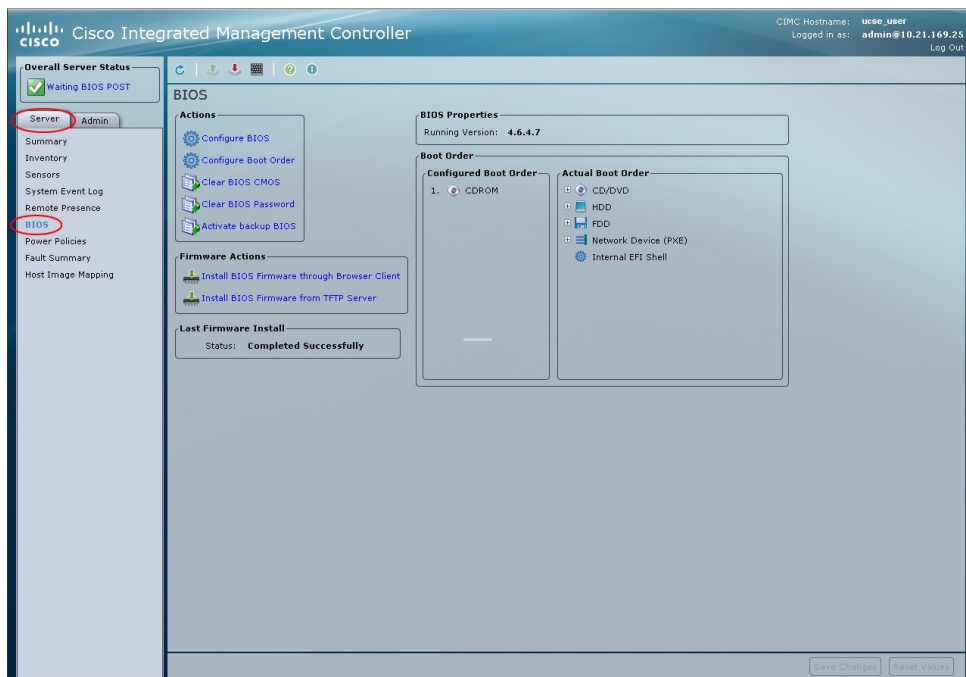 CISCO
Cisco Integrated Management Controller
CIMC Hostname: ucse_user
Logged in as: admin@10.21.169.25
Log Out
Overall Server Status
Waiting BIOS POST
Server
Admin
Summary
Inventory
Sensors
System Event Log
Remote Presence
BIOS
Power Policies
Fault Summary
Host Image Mapping
BIOS
Actions
Configure BIOS
Configure Boot Order
Clear BIOS CMOS
Clear BIOS Password
Activate backup BIOS
Firmware Actions
Install BIOS Firmware through Browser Client
Install BIOS Firmware from TFTP Server
Last Firmware Install
Status: Completed Successfully
BIOS Properties
Running Version: 4.6.4.7
Boot Order
Configured Boot Order
1. CDROM
Actual Boot Order
CD/DVD
HDD
FDD
Network Device (PXE)
Internal EFI Shell
Save Changes
Reset Values